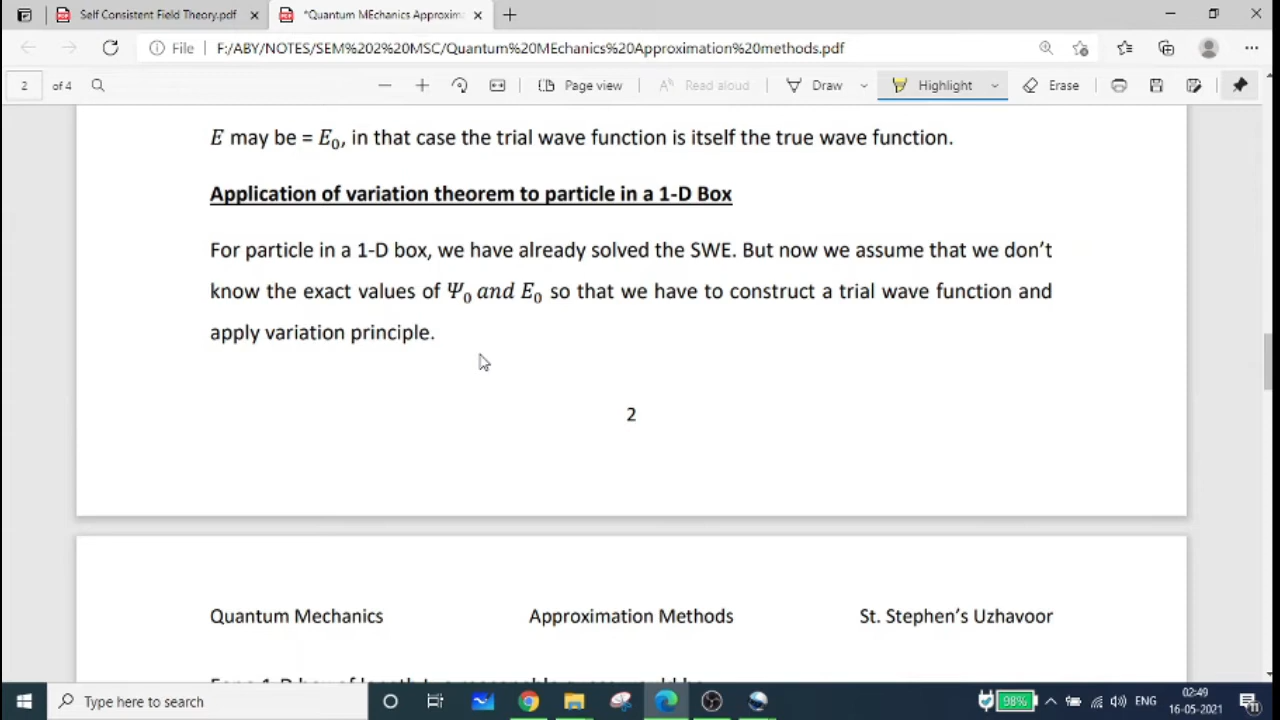 Self Consistent Field Theory.pdf
*Quantum MEchanics Approxima
File
F:/ABY/NOTES/SEM%202%20MSC/Quantum%20MEchanics%20Approximation%20methods.pdf
2 of 4
Page view
Read aloud
Draw
Highlight
Erase
E may be = E₀, in that case the trial wave function is itself the true wave function.
Application of variation theorem to particle in a 1-D Box
For particle in a 1-D box, we have already solved the SWE. But now we assume that we don’t
know the exact values of Ψ₀ and E₀ so that we have to construct a trial wave function and
apply variation principle.
2
Quantum Mechanics Approximation Methods St. Stephen’s Uzhavoor
Type here to search
98%
ENG
02:49
16-05-2021